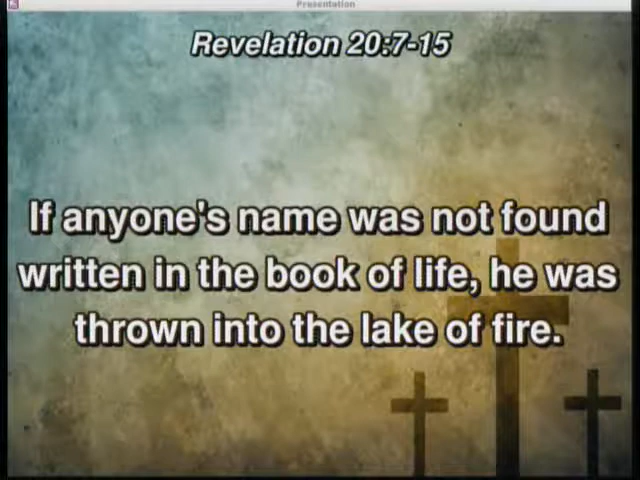 Presentation
Revelation 20:7-15
If anyone's name was not found
written in the book of life, he was
thrown into the lake of fire.